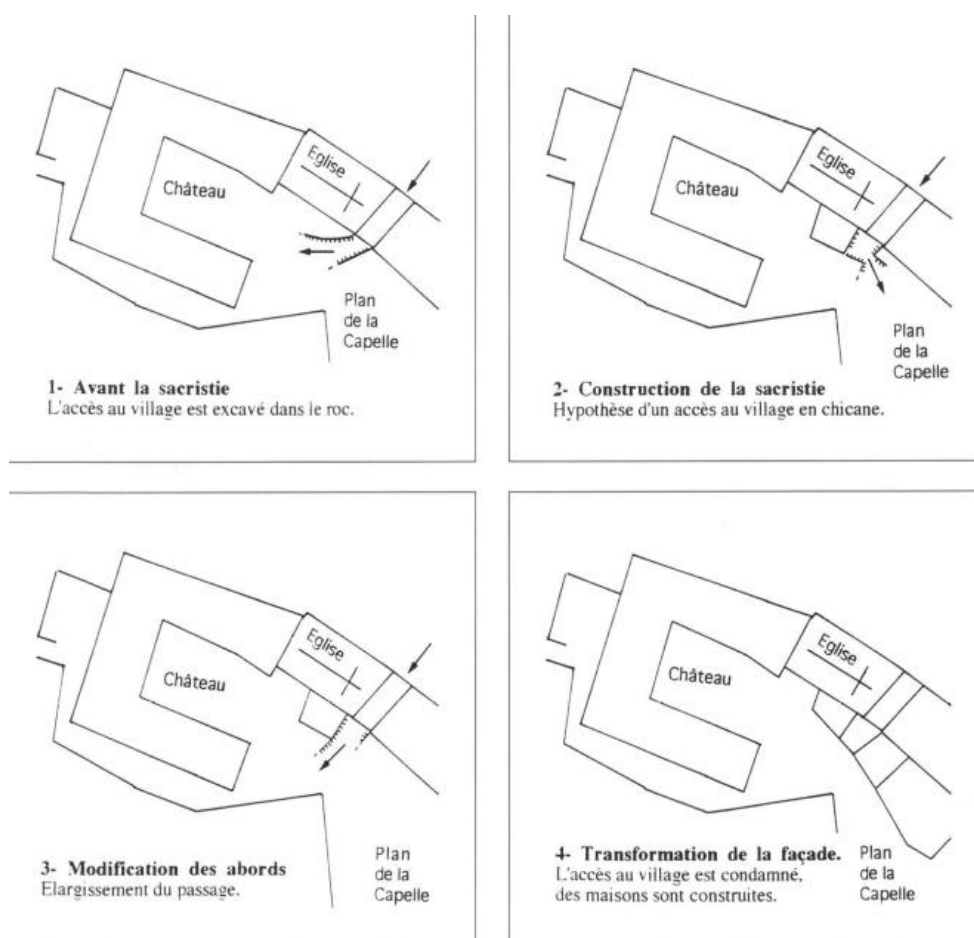 Eglise
Château
Plan
de la
Capelle
1- Avant la sacristie
L'accès au village est excavé dans le roc.
Eglise
Château
Plan
de la
Capelle
2- Construction de la sacristie
Hypothèse d'un accès au village en chicane.
Eglise
Château
Plan
de la
Capelle
3- Modification des abords
Elargissement du passage.
Eglise
Château
4- Transformation de la façade.
L'accès au village est condamné,
des maisons sont construites.
Plan
de la
Capelle